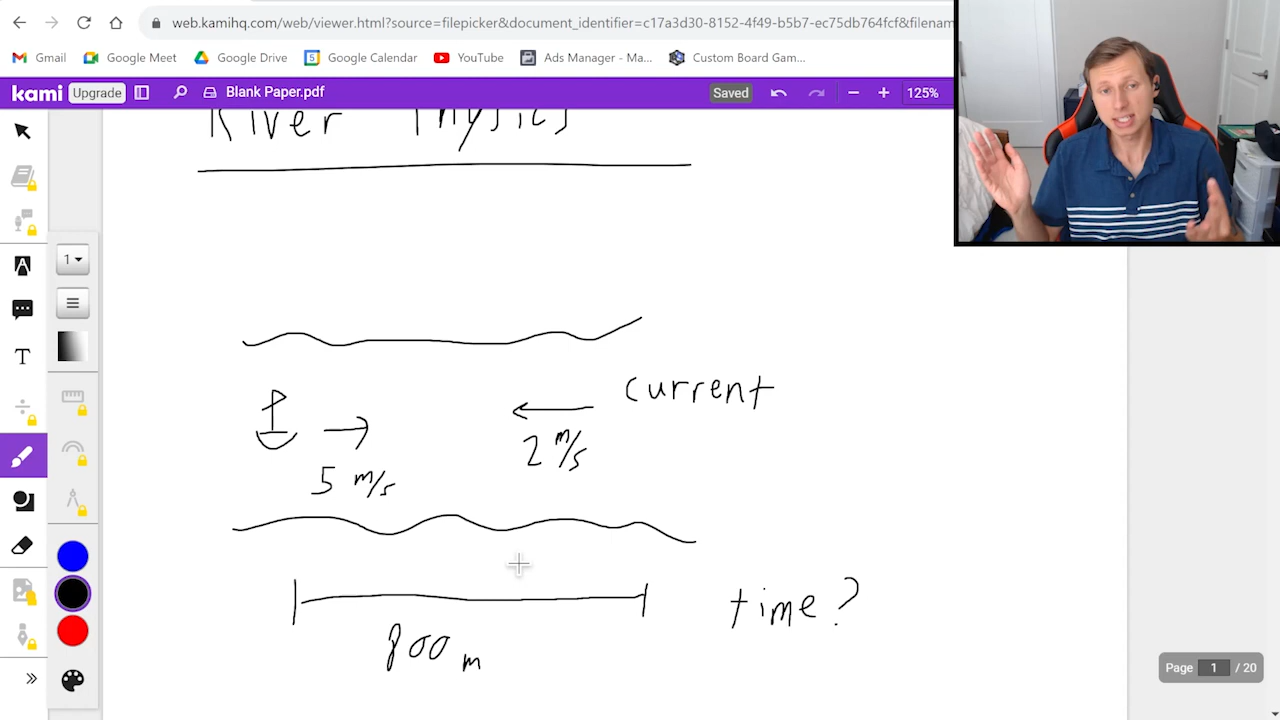 web.kamihq.com/web/viewer.html?source=filepicker&document_identifier=c17a3d30-8152-4f49-b5b7-ec75db764fcf&filenam
Gmail Google Meet Google Drive Google Calendar YouTube Ads Manager - Ma... Custom Board Gam...
kami Upgrade Blank Paper.pdf Saved 125%
River Physics
1
T
current
2 m/s
5 m/s
time?
800 m
Page 1 / 20